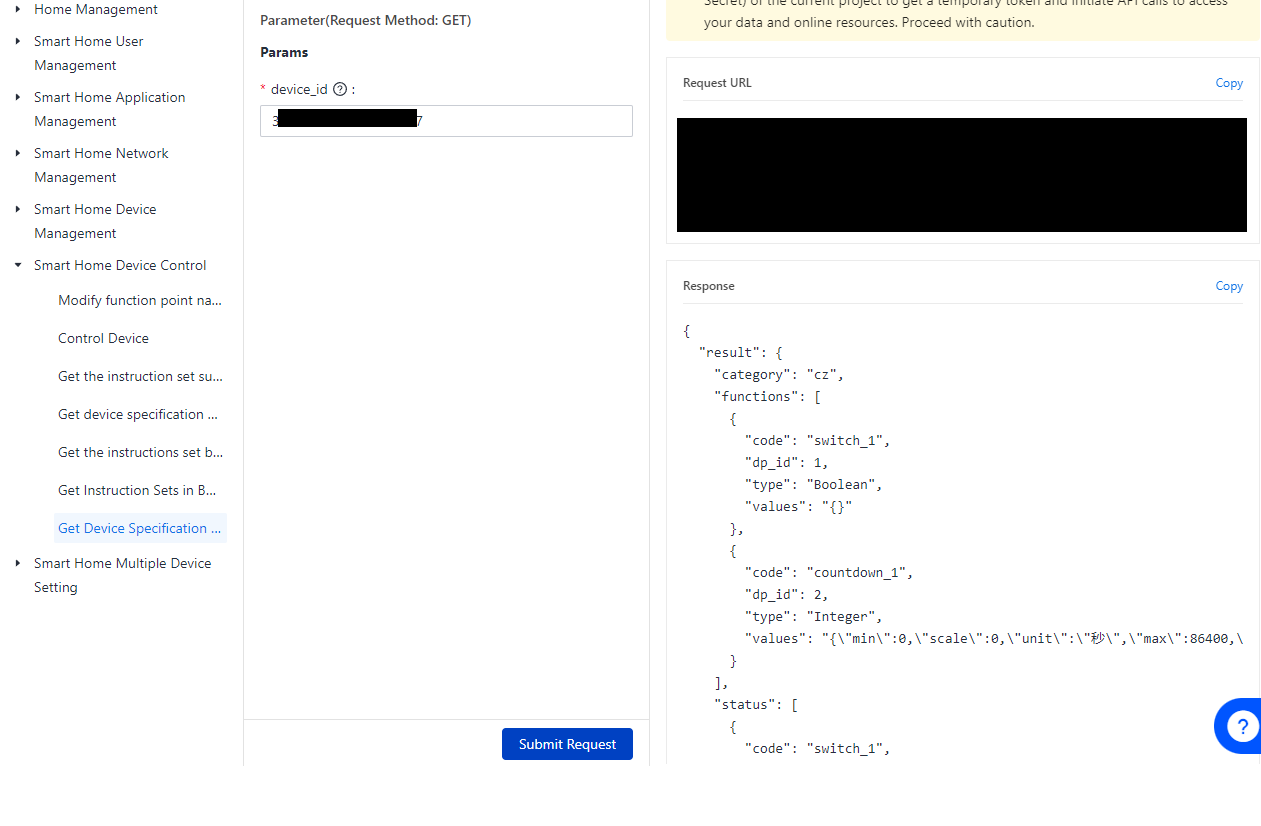 Home Management
Smart Home User
Management
Smart Home Application
Management
Smart Home Network
Management
Smart Home Device
Management
Smart Home Device Control
Modify function point na...
Control Device
Get the instruction set su...
Get device specification ...
Get the instructions set b...
Get Instruction Sets in B...
Get Device Specification ...
Smart Home Multiple Device
Setting
Parameter(Request Method: GET)
Params
* device_id ? :
3 7
Submit Request
Secret) of the current project to get a temporary token and initiate API calls to access
your data and online resources. Proceed with caution.
Request URL
Copy
Response
Copy
{
"result": {
"category": "cz",
"functions": [
{
"code": "switch_1",
"dp_id": 1,
"type": "Boolean",
"values": "{}"
},
{
"code": "countdown_1",
"dp_id": 2,
"type": "Integer",
"values": "{\"min\":0,\"scale\":0,\"unit\":\"秒\",\"max\":86400,\
}
],
"status": [
{
"code": "switch_1",
?